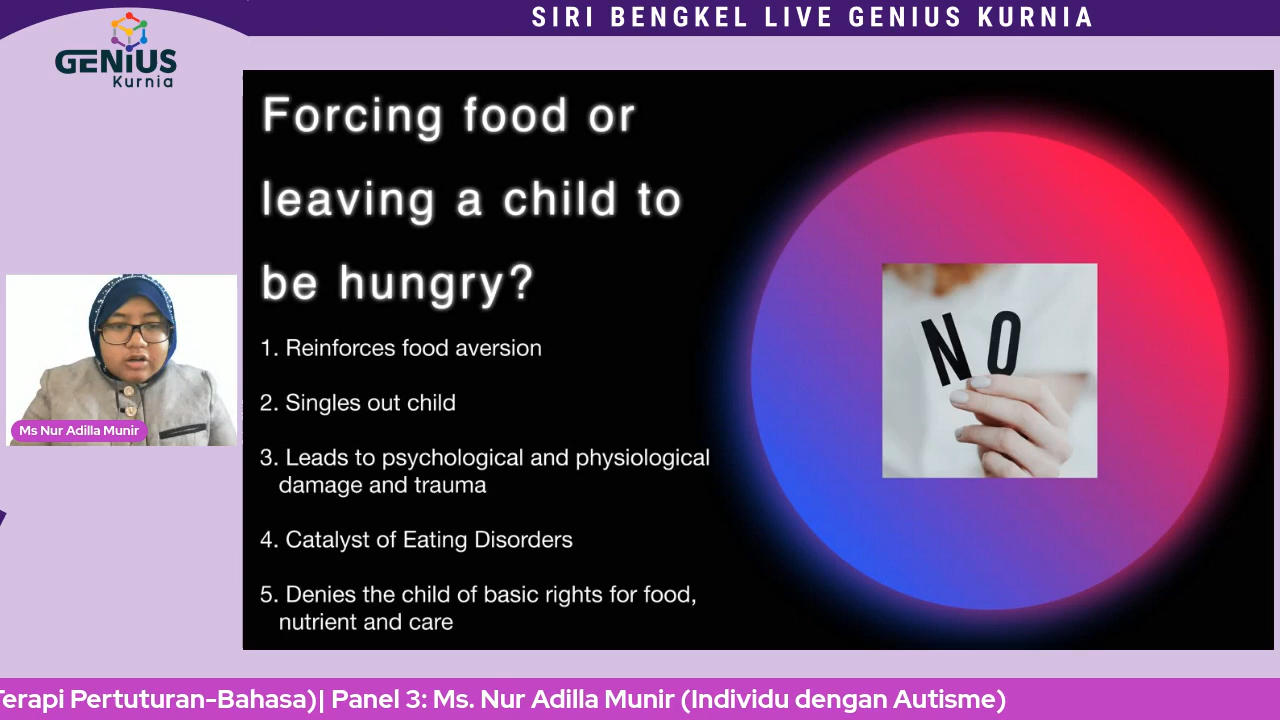 SIRI BENGKEL LIVE GENIUS KURNIA
GENIUS
Kurnia
Forcing food or
leaving a child to
be hungry?
1. Reinforces food aversion
2. Singles out child
3. Leads to psychological and physiological
damage and trauma
4. Catalyst of Eating Disorders
5. Denies the child of basic rights for food,
nutrient and care
NO
Ms Nur Adilla Munir
Terapi Pertuturan-Bahasa)| Panel 3: Ms. Nur Adilla Munir (Individu dengan Autisme)